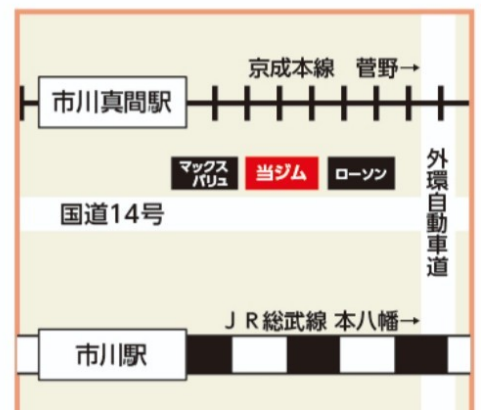 京成本線 菅野→
市川真間駅
マックス
バリュ
当ジム
ローソン
外環自動車道
国道14号
JR総武線 本八幡→
市川駅